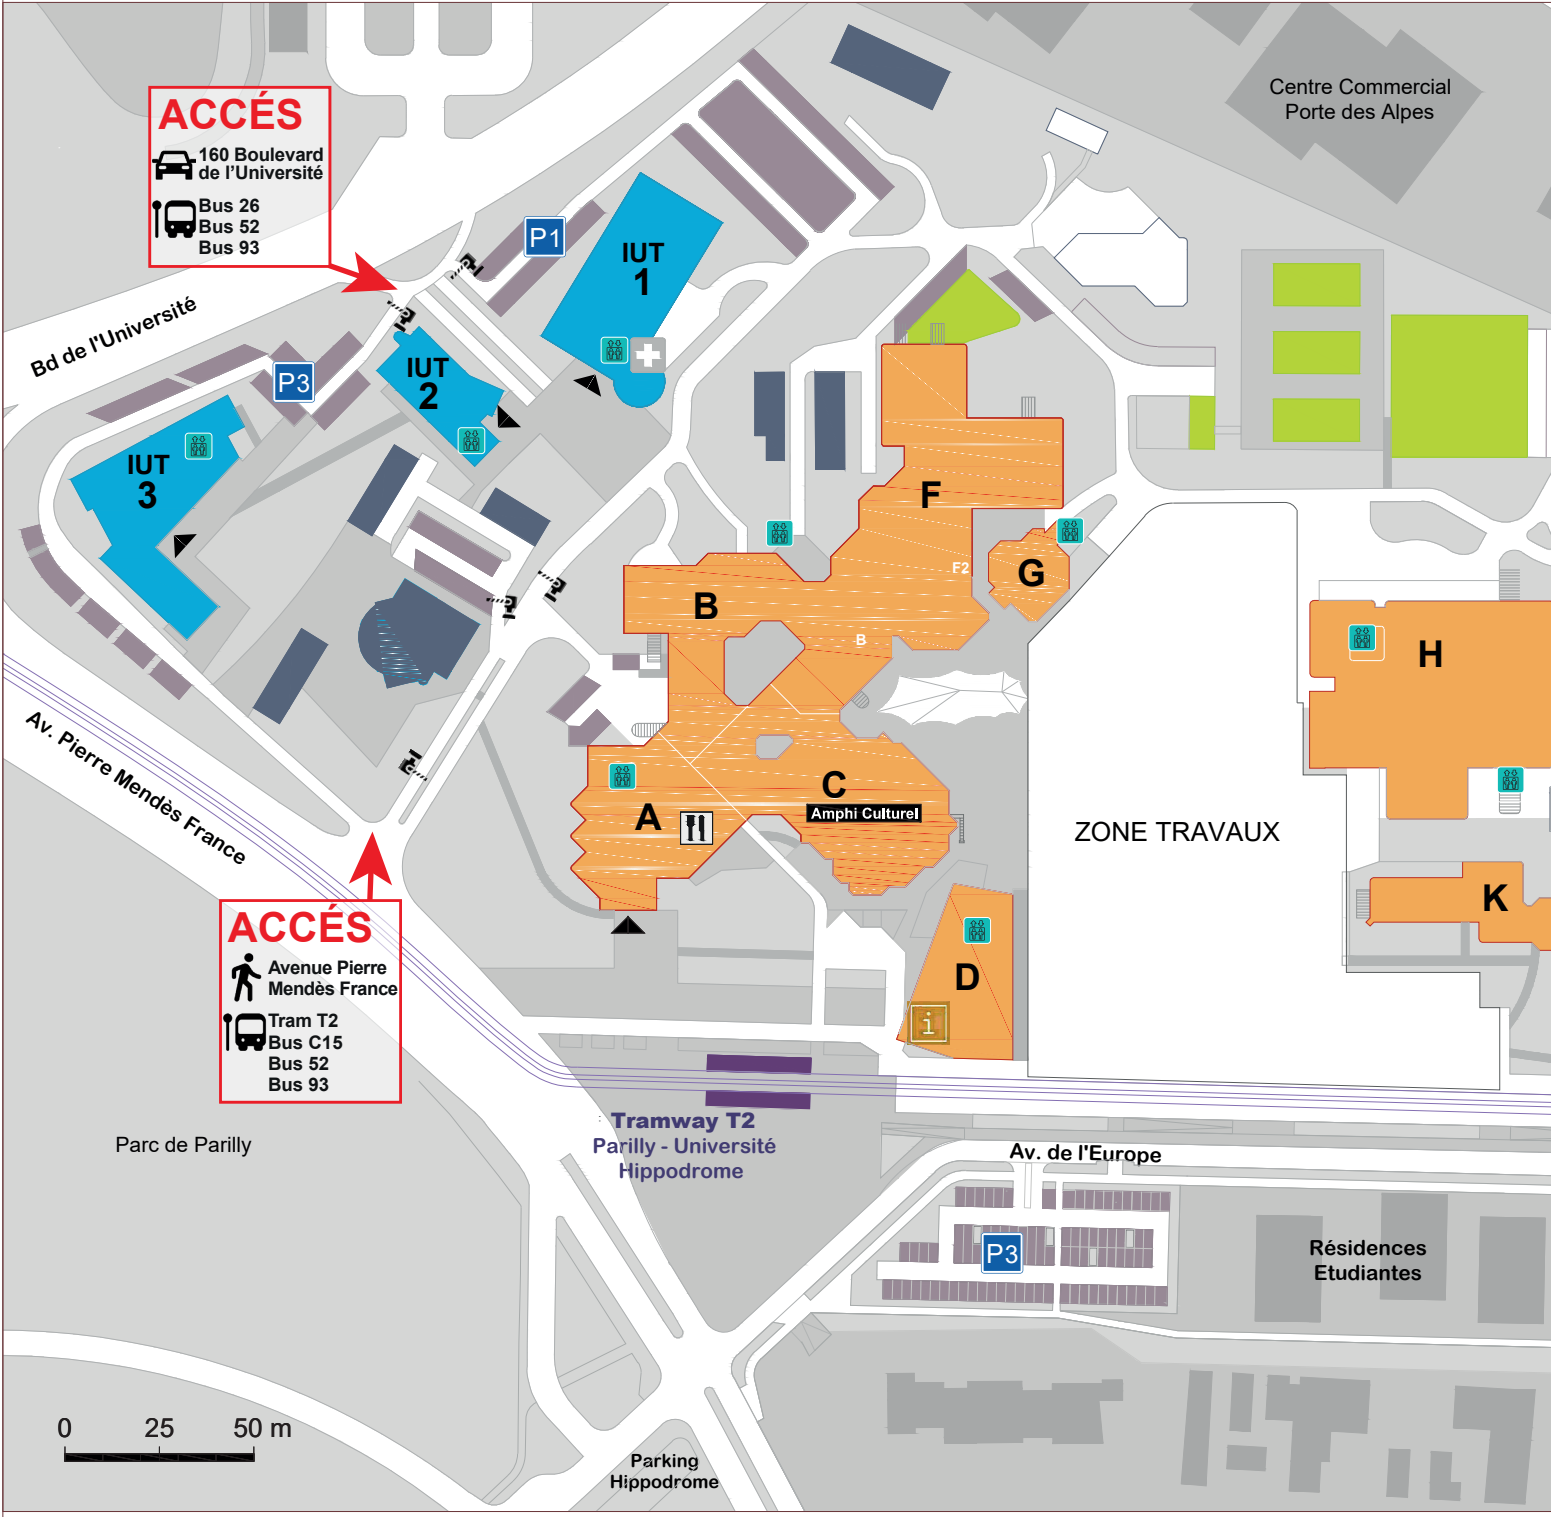 Centre Commercial
Porte des Alpes
ACCÉS
160 Boulevard
de l'Université
Bus 26
Bus 52
Bus 93
P1
IUT
1
Bd de l'Université
P3
IUT
2
IUT
3
F
F2
G
B
B
H
Av. Pierre Mendès France
A
C
Amphi Culturel
ZONE TRAVAUX
K
D
i
ACCÉS
Avenue Pierre
Mendès France
Tram T2
Bus C15
Bus 52
Bus 93
Tramway T2
Parilly - Université
Hippodrome
Parc de Parilly
Av. de l'Europe
P3
Résidences
Etudiantes
0 25 50 m
Parking
Hippodrome